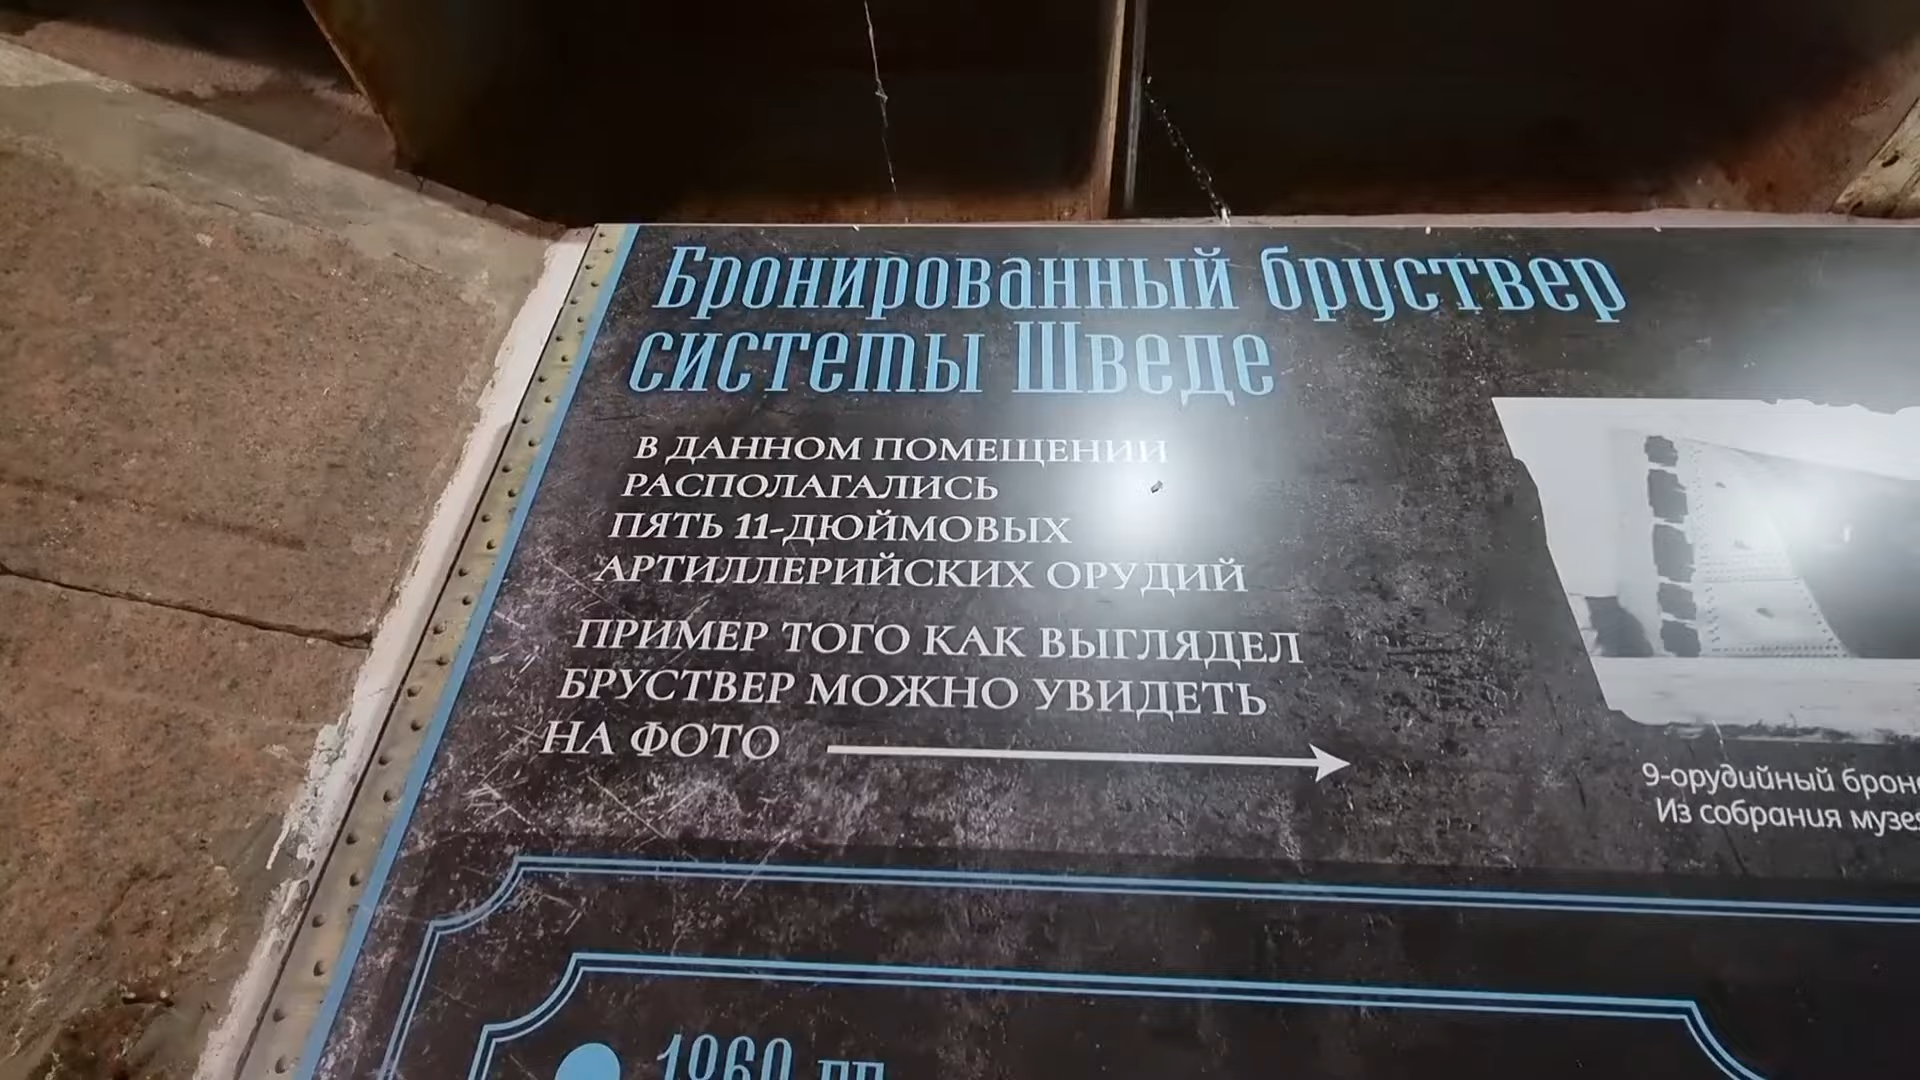 Бронированный бруствер
системы Шведе
В ДАННОМ ПОМЕЩЕНИИ
РАСПОЛАГАЛИСЬ
ПЯТЬ 11-ДЮЙМОВЫХ
АРТИЛЛЕРИЙСКИХ ОРУДИЙ
ПРИМЕР ТОГО КАК ВЫГЛЯДЕЛ
БРУСТВЕР МОЖНО УВИДЕТЬ
НА ФОТО
9-орудийный
Из собрания